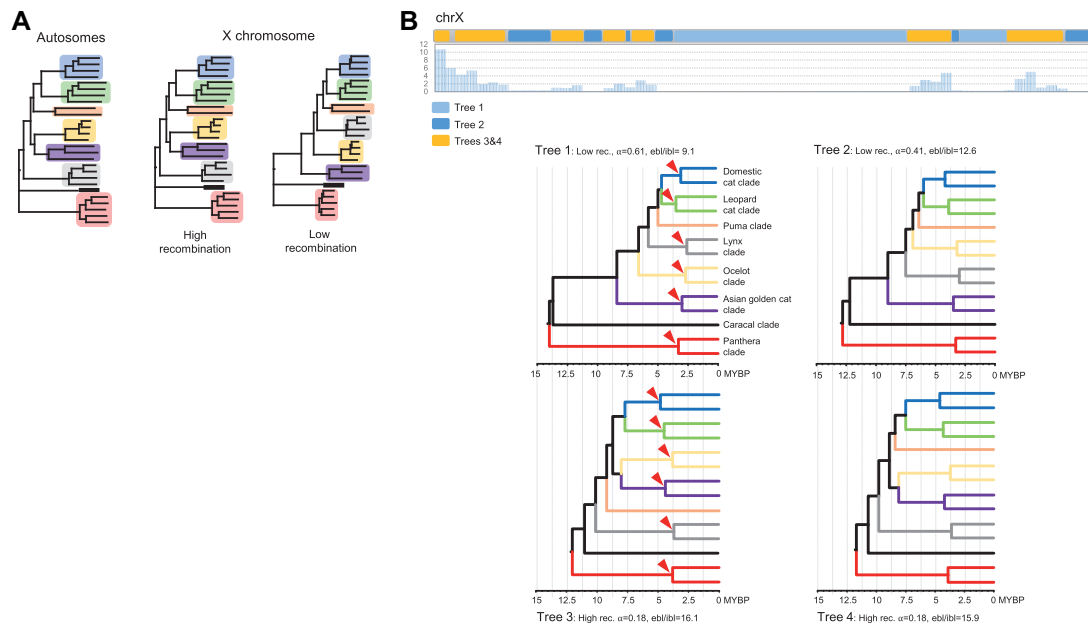 A
Autosomes
X chromosome
High
recombination
Low
recombination
B
chrX
12
10
8
6
4
2
0
Tree 1
Tree 2
Trees 3&4
Tree 1: Low rec., α=0.61, ebl/ibl= 9.1
Domestic
cat clade
Leopard
cat clade
Puma clade
Lynx
clade
Ocelot
clade
Asian golden cat
clade
Caracal clade
Panthera
clade
15 12.5 10 7.5 5 2.5 0 MYBP
Tree 2: Low rec., α=0.41, ebl/ibl=12.6
15 12.5 10 7.5 5 2.5 0 MYBP
15 12.5 10 7.5 5 2.5 0 MYBP
Tree 3: High rec. α=0.18, ebl/ibl=16.1
15 12.5 10 7.5 5 2.5 0 MYBP
Tree 4: High rec. α=0.18, ebl/ibl=15.9